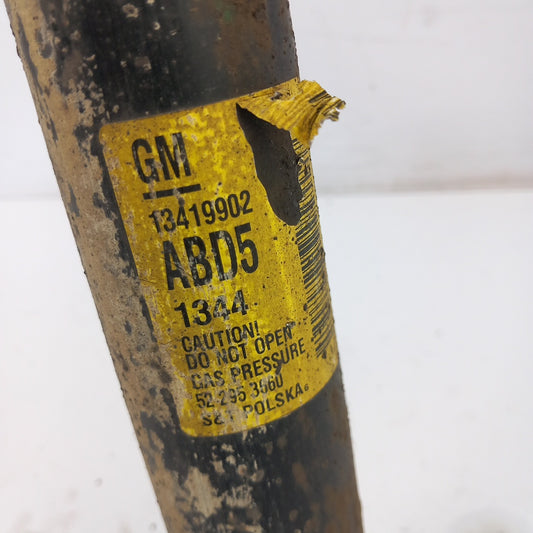 GM
13419902
ABD5
1344
CAUTION!
DO NOT OPEN
GAS PRESSURE
52 295 3560
POLSKA.